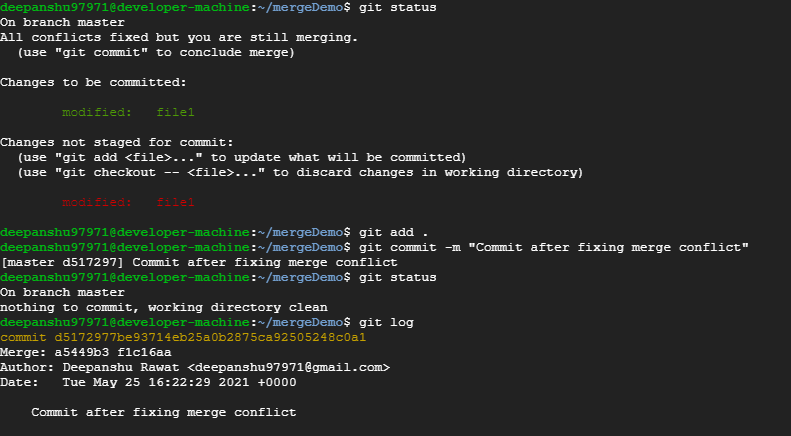 deepanshu97971@developer-machine:~/mergeDemo$ git status
On branch master
All conflicts fixed but you are still merging.
  (use "git commit" to conclude merge)
Changes to be committed:
        modified:   file1
Changes not staged for commit:
  (use "git add <file>..." to update what will be committed)
  (use "git checkout -- <file>..." to discard changes in working directory)
        modified:   file1
deepanshu97971@developer-machine:~/mergeDemo$ git add .
deepanshu97971@developer-machine:~/mergeDemo$ git commit -m "Commit after fixing merge conflict"
[master d517297] Commit after fixing merge conflict
deepanshu97971@developer-machine:~/mergeDemo$ git status
On branch master
nothing to commit, working directory clean
deepanshu97971@developer-machine:~/mergeDemo$ git log
commit d5172977be93714eb25a0b2875ca92505248c0a1
Merge: a5449b3 f1c16aa
Author: Deepanshu Rawat <deepanshu97971@gmail.com>
Date:   Tue May 25 16:22:29 2021 +0000
    Commit after fixing merge conflict